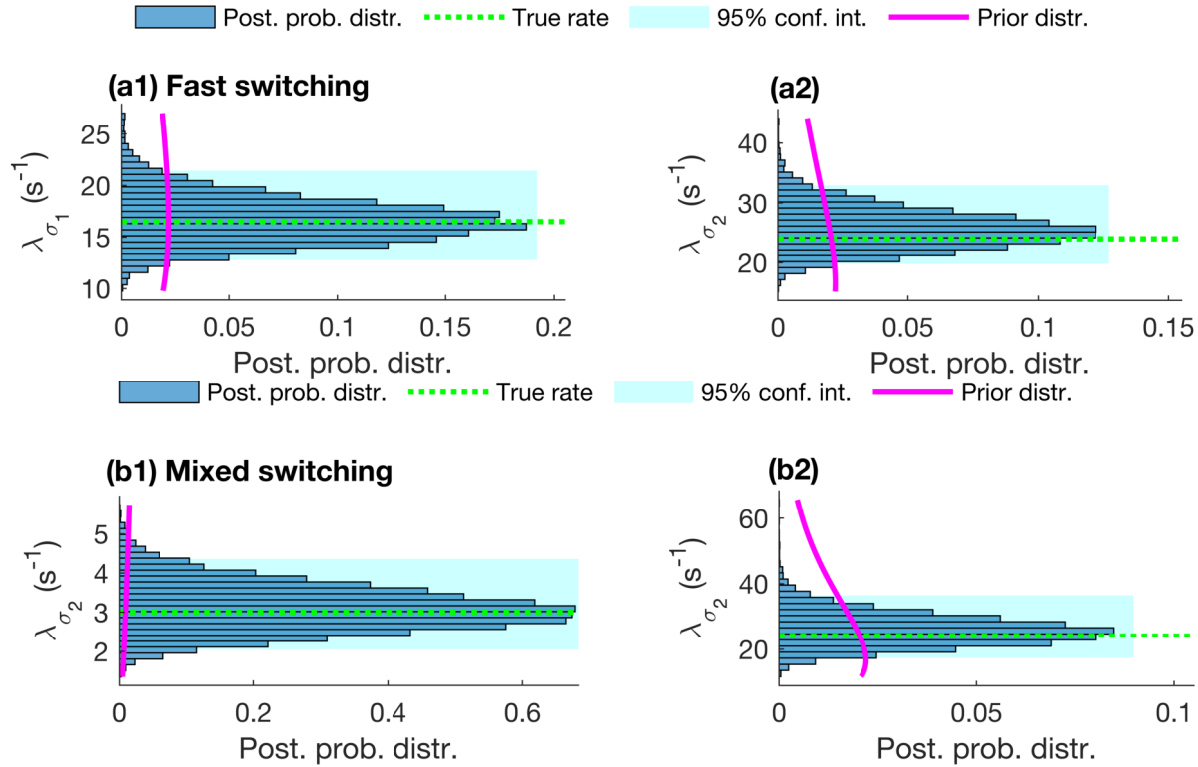 Post. prob. distr. True rate 95% conf. int. Prior distr.
(a1) Fast switching
(a2)
25
20
15
10
λσ1 (s⁻¹)
0 0.05 0.1 0.15 0.2
Post. prob. distr.
40
30
20
λσ2 (s⁻¹)
0 0.05 0.1 0.15
Post. prob. distr.
Post. prob. distr. True rate 95% conf. int. Prior distr.
(b1) Mixed switching
(b2)
5
4
3
2
λσ2 (s⁻¹)
0 0.2 0.4 0.6
Post. prob. distr.
60
40
20
λσ2 (s⁻¹)
0 0.05 0.1
Post. prob. distr.